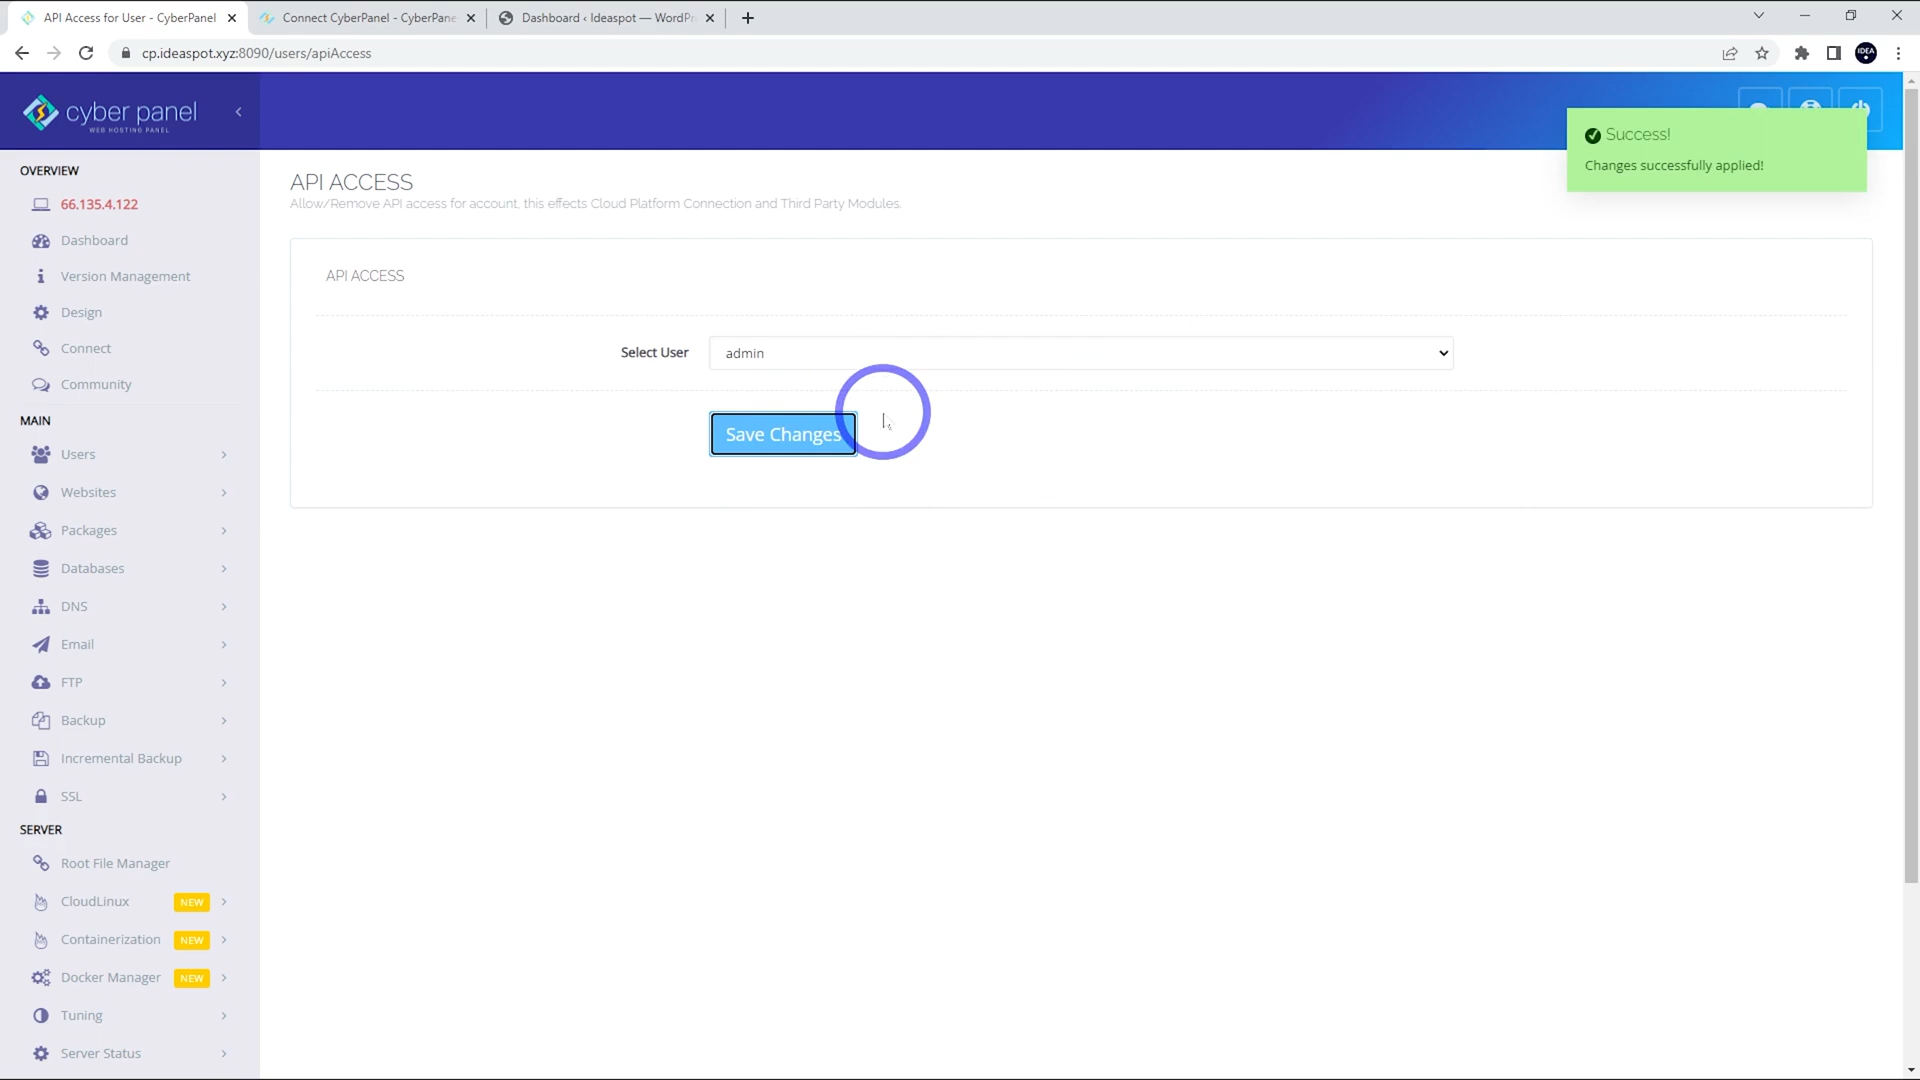 API Access for User - CyberPanel
Connect CyberPanel - CyberPane
Dashboard ‹ Ideaspot — WordPr
cp.ideaspot.xyz:8090/users/apiAccess
IDEA
cyber panel
WEB HOSTING PANEL
Success!
Changes successfully applied!
OVERVIEW
66.135.4.122
Dashboard
Version Management
Design
Connect
Community
MAIN
Users
Websites
Packages
Databases
DNS
Email
FTP
Backup
Incremental Backup
SSL
SERVER
Root File Manager
CloudLinux NEW
Containerization NEW
Docker Manager NEW
Tuning
Server Status
API ACCESS
Allow/Remove API access for account, this effects Cloud Platform Connection and Third Party Modules.
API ACCESS
Select User admin
Save Changes